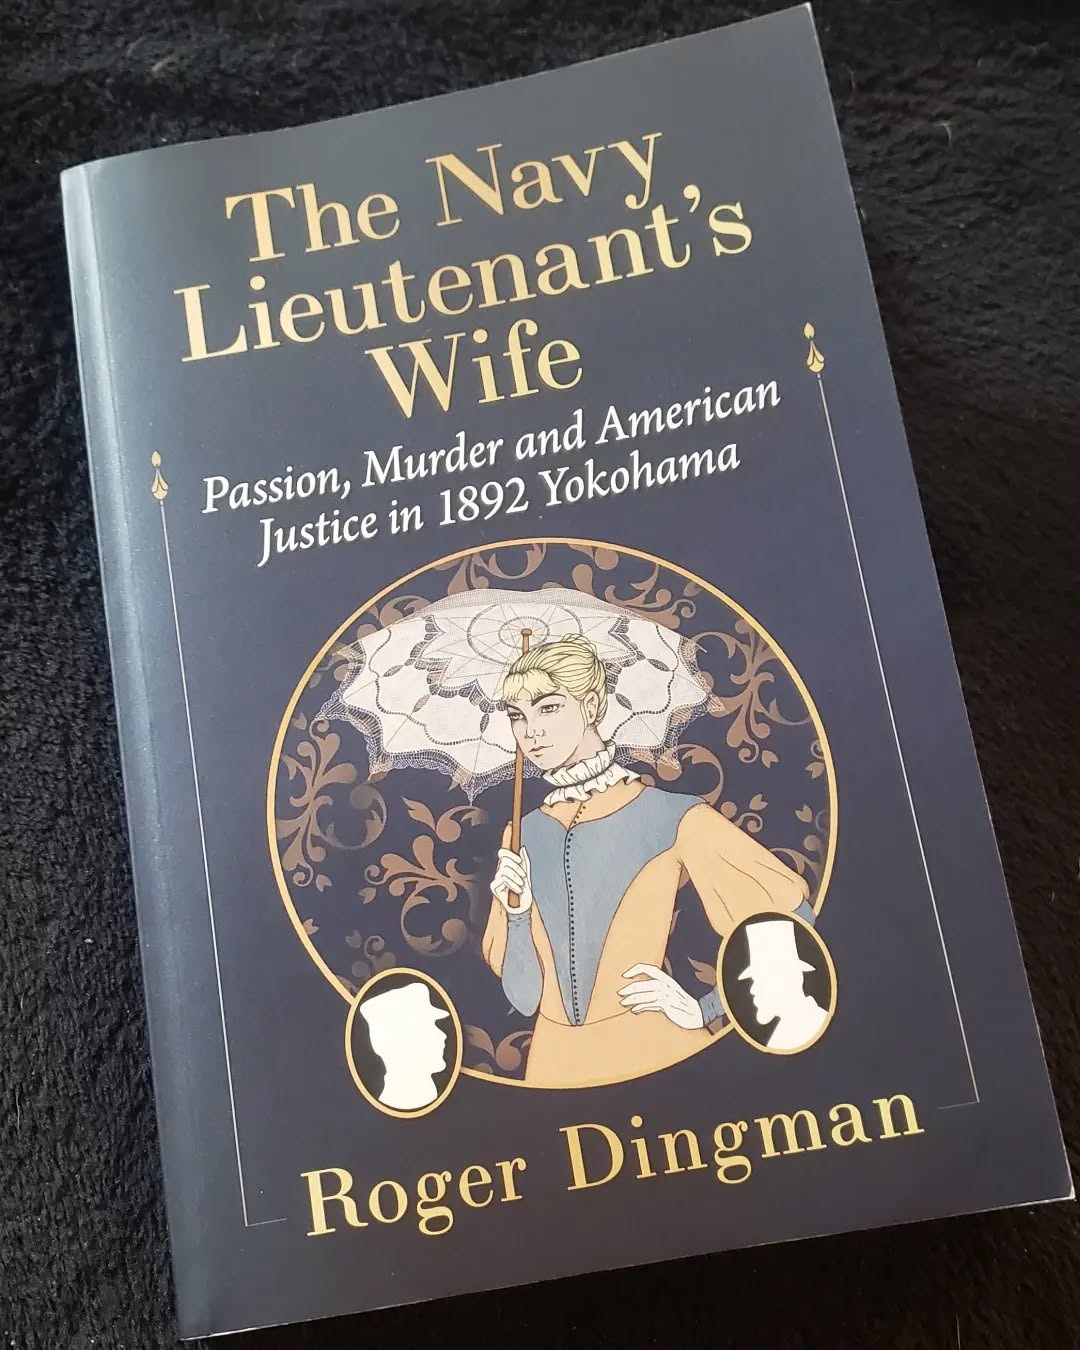 The Navy
Lieutenant's
Wife
Passion, Murder and American
Justice in 1892 Yokohama
Roger Dingman